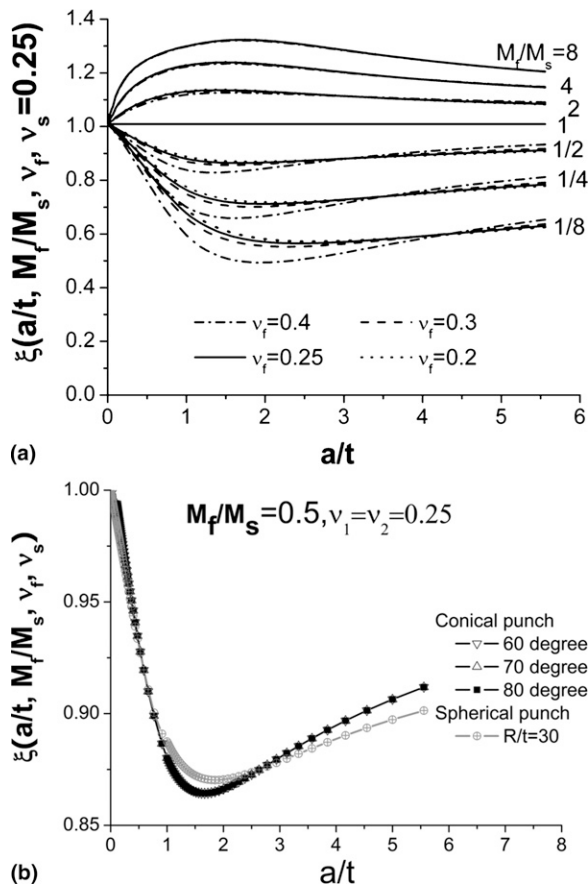 1.4
1.2
1.0
0.8
0.6
0.4
0.2
0.0
ξ(a/t, M_f/M_s, ν_f, ν_s =0.25)
M_f/M_s=8
4
2
1
1/2
1/4
1/8
ν_f=0.4
ν_f=0.3
ν_f=0.25
ν_f=0.2
0 1 2 3 4 5 6
(a)
a/t
1.00
0.95
0.90
0.85
ξ(a/t, M_f/M_s, ν_f, ν_s)
M_f/M_s=0.5,ν₁=ν₂=0.25
Conical punch
60 degree
70 degree
80 degree
Spherical punch
R/t=30
0 1 2 3 4 5 6 7 8
(b)
a/t